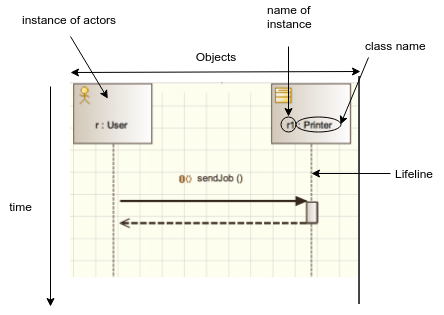 instance of actors
name of
instance
class name
Objects
r : User
r1 : Printer
sendJob ()
Lifeline
time